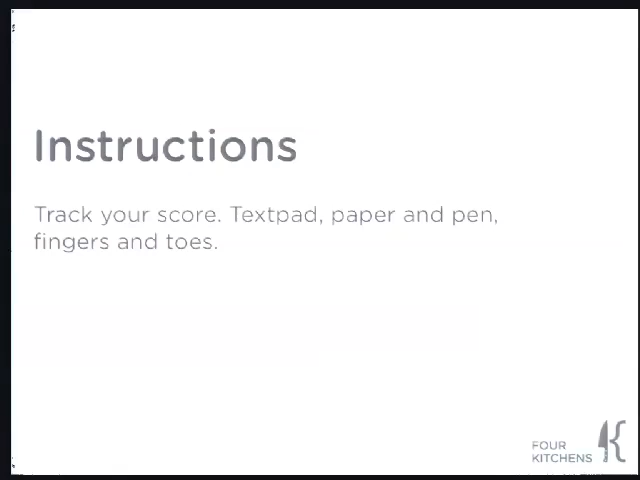 Instructions
Track your score. Textpad, paper and pen,
fingers and toes.
FOUR
KITCHENS